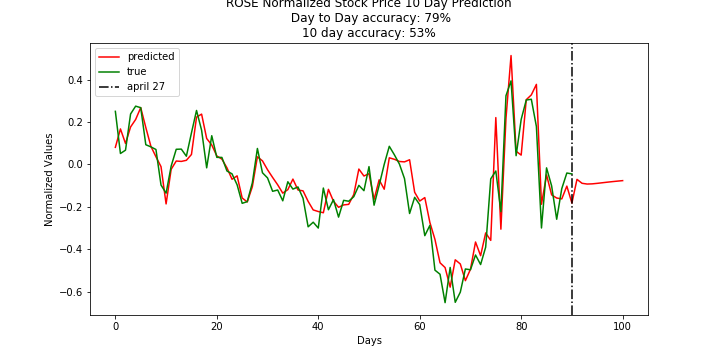 ROSE Normalized Stock Price 10 Day Prediction
Day to Day accuracy: 79%
10 day accuracy: 53%
predicted
true
april 27
Normalized Values
0.4
0.2
0.0
−0.2
−0.4
−0.6
0 20 40 60 80 100
Days